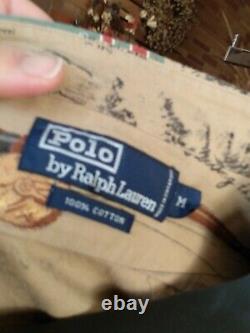 Polo
by Ralph Lauren
M
100% COTTON